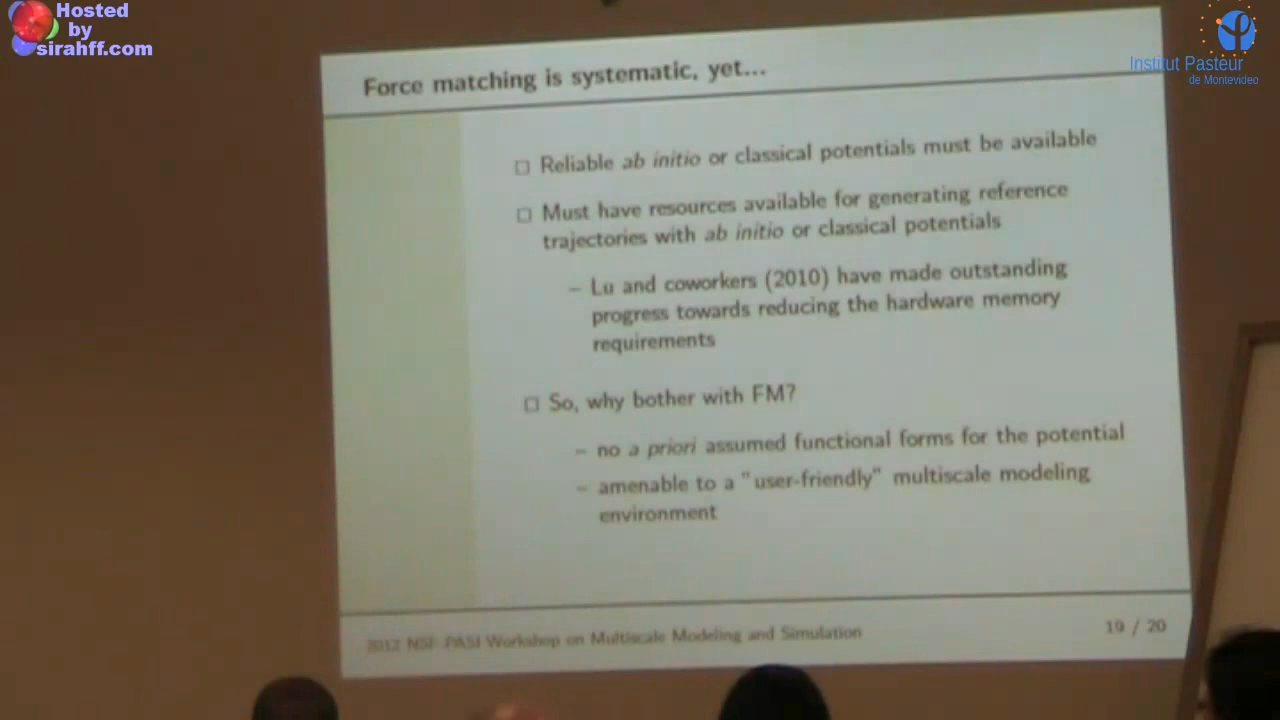 Hosted
by
sirahff.com
Institut Pasteur
de Montevideo
Force matching is systematic, yet...
Reliable ab initio or classical potentials must be available
Must have resources available for generating reference
trajectories with ab initio or classical potentials
– Lu and coworkers (2010) have made outstanding
progress towards reducing the hardware memory
requirements
So, why bother with FM?
– no a priori assumed functional forms for the potential
– amenable to a "user-friendly" multiscale modeling
environment
2012 NSF-PASI Workshop on Multiscale Modeling and Simulation
19 / 20